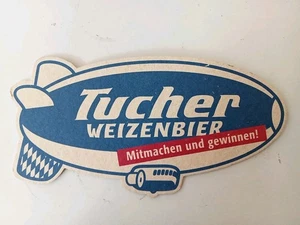 Tucher
WEIZENBIER
Mitmachen und gewinnen!